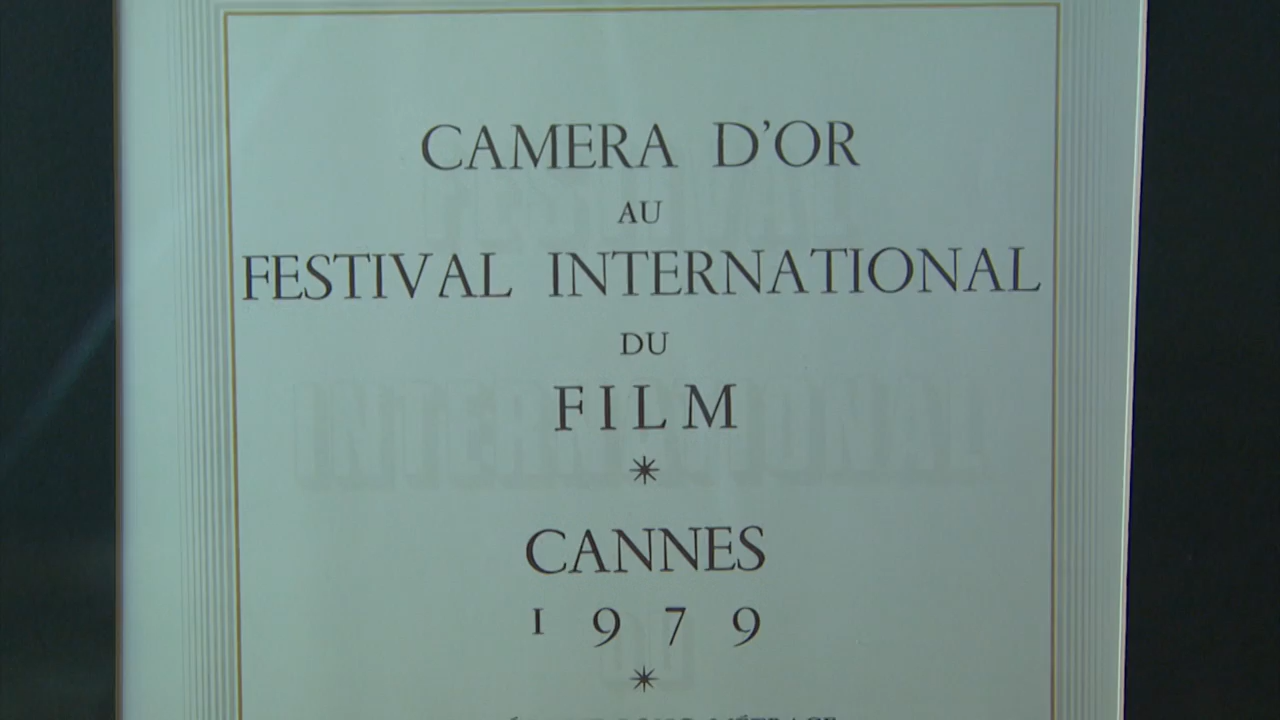 CAMERA D'OR
AU
FESTIVAL INTERNATIONAL
DU
FILM
CANNES
1979